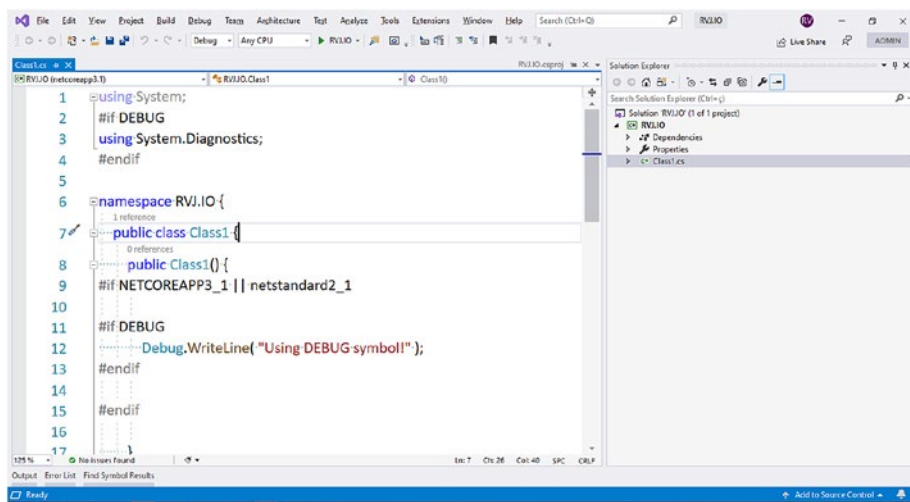 File Edit View Project Build Debug Team Architecture Test Analyze Tools Extensions Window Help Search (Ctrl+Q) RVJ.IO RV
Debug Any CPU RVJ.IO Live Share ADMIN
Class1.cs RVJ.IO.csproj
RVJ.IO (netcoreapp3.1) RVJ.IO.Class1 Class1()
1 using System;
2 #if DEBUG
3 using System.Diagnostics;
4 #endif
5
6 namespace RVJ.IO {
1 reference
7 public class Class1 {
0 references
8 public Class1() {
9 #if NETCOREAPP3_1 || netstandard2_1
10
11 #if DEBUG
12 Debug.WriteLine( "Using DEBUG symbol!" );
13 #endif
14
15 #endif
16
17 }
125 % No issues found Ln: 7 Ch: 26 Col: 40 SPC CRLF
Solution Explorer
Search Solution Explorer (Ctrl+ç)
Solution 'RVJ.IO' (1 of 1 project)
RVJ.IO
Dependencies
Properties
C# Class1.cs
Output Error List Find Symbol Results
Ready Add to Source Control